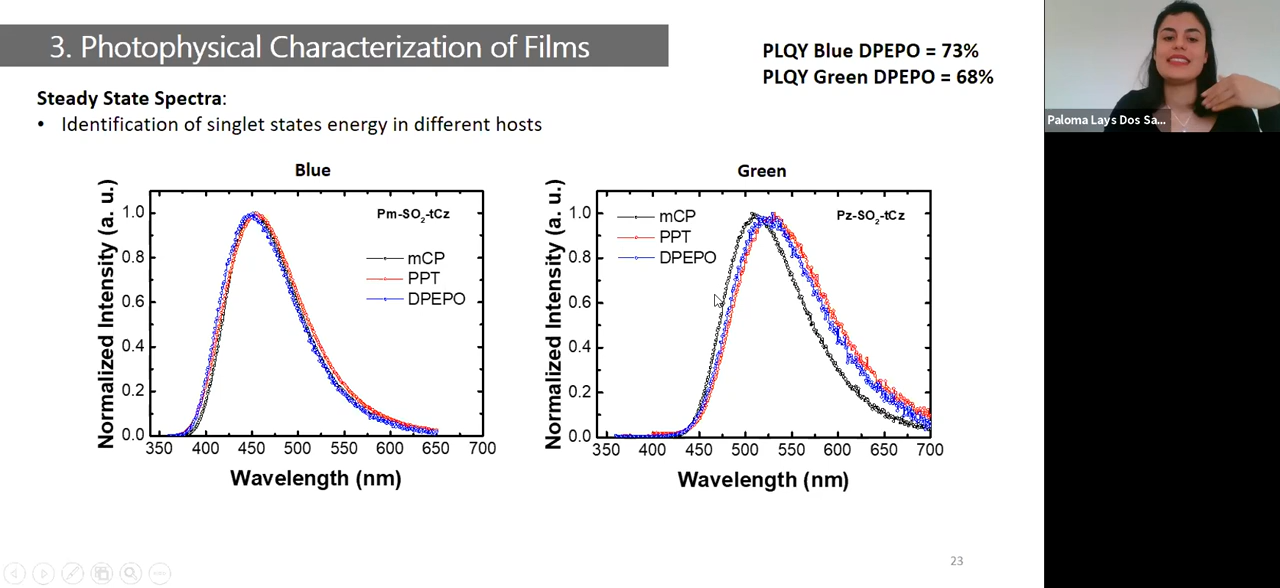 3. Photophysical Characterization of Films
PLQY Blue DPEPO = 73%
PLQY Green DPEPO = 68%
Paloma Lays Dos Sa...
Steady State Spectra:
• Identification of singlet states energy in different hosts
Blue
Normalized Intensity (a. u.)
1.0
0.8
0.6
0.4
0.2
0.0
Pm-SO₂-tCz
mCP
PPT
DPEPO
350 400 450 500 550 600 650 700
Wavelength (nm)
Green
Normalized Intensity (a. u.)
1.0
0.8
0.6
0.4
0.2
0.0
mCP
PPT
DPEPO
Pz-SO₂-tCz
350 400 450 500 550 600 650 700
Wavelength (nm)
23